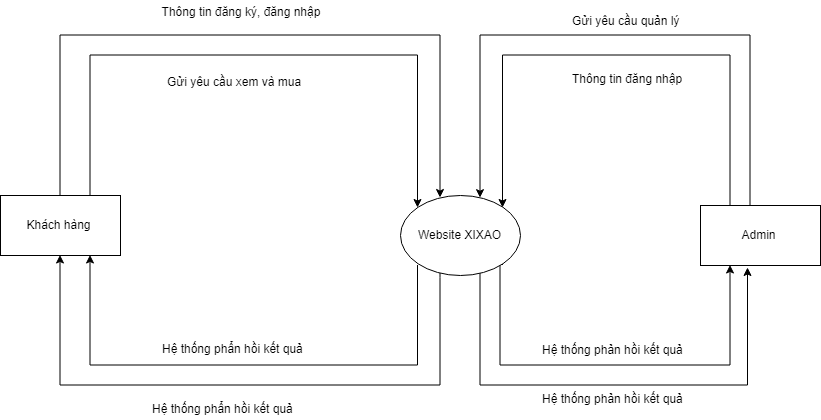 Thông tin đăng ký, đăng nhập
Gửi yêu cầu quản lý
Gửi yêu cầu xem và mua
Thông tin đăng nhập
Khách hàng
Website XIXAO
Admin
Hệ thống phẩn hồi kết quả
Hệ thống phản hồi kết quả
Hệ thống phẩn hồi kết quả
Hệ thống phản hồi kết quả